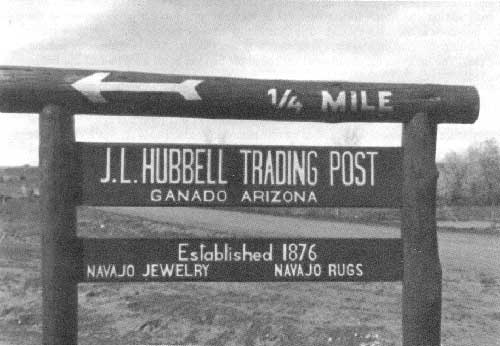 1/4 MILE
J.L. HUBBELL TRADING POST
GANADO ARIZONA
Established 1876
NAVAJO JEWELRY NAVAJO RUGS